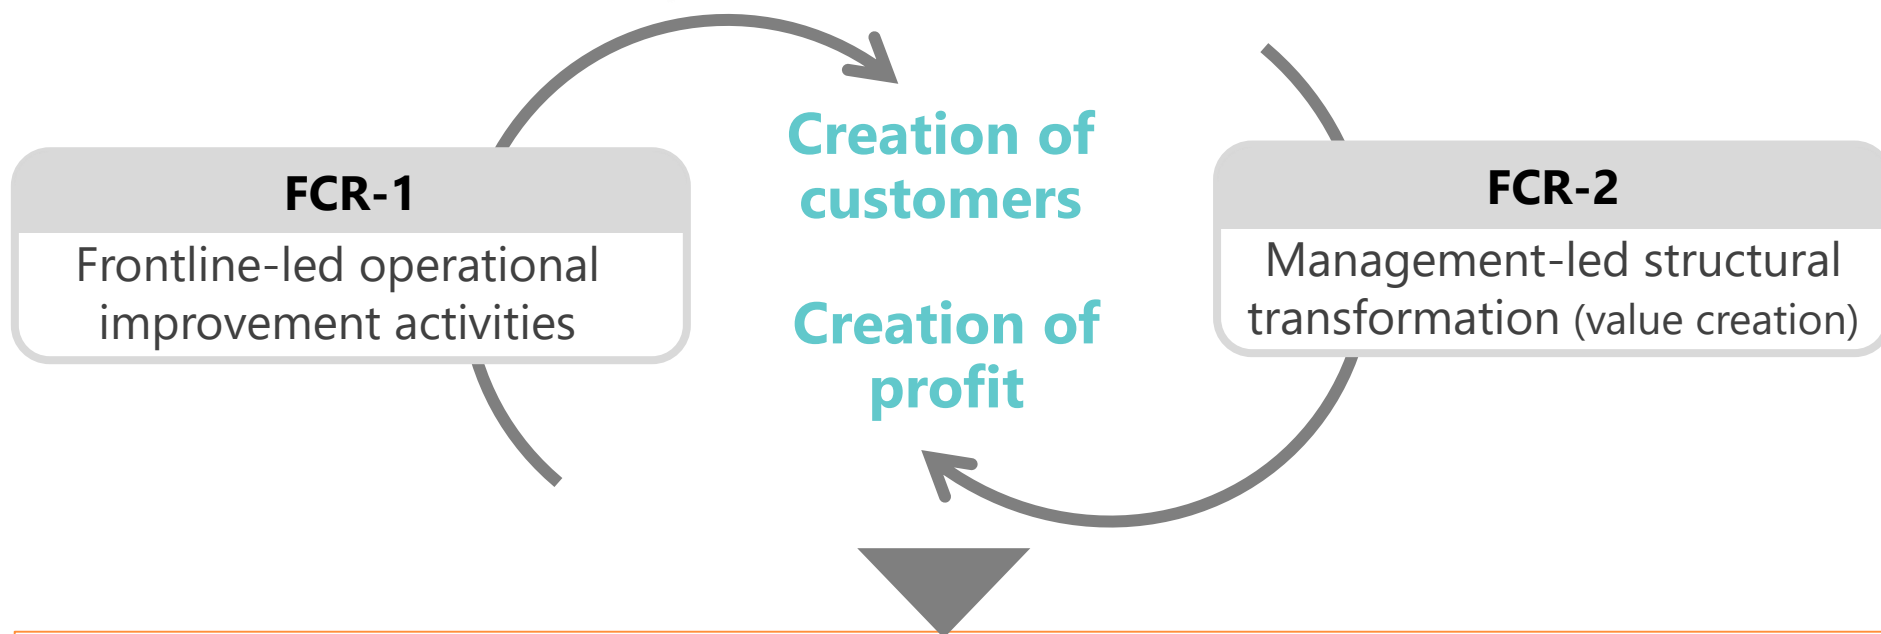 FCR-1
Frontline-led operational
improvement activities
Creation of
customers
Creation of
profit
FCR-2
Management-led structural
transformation (value creation)